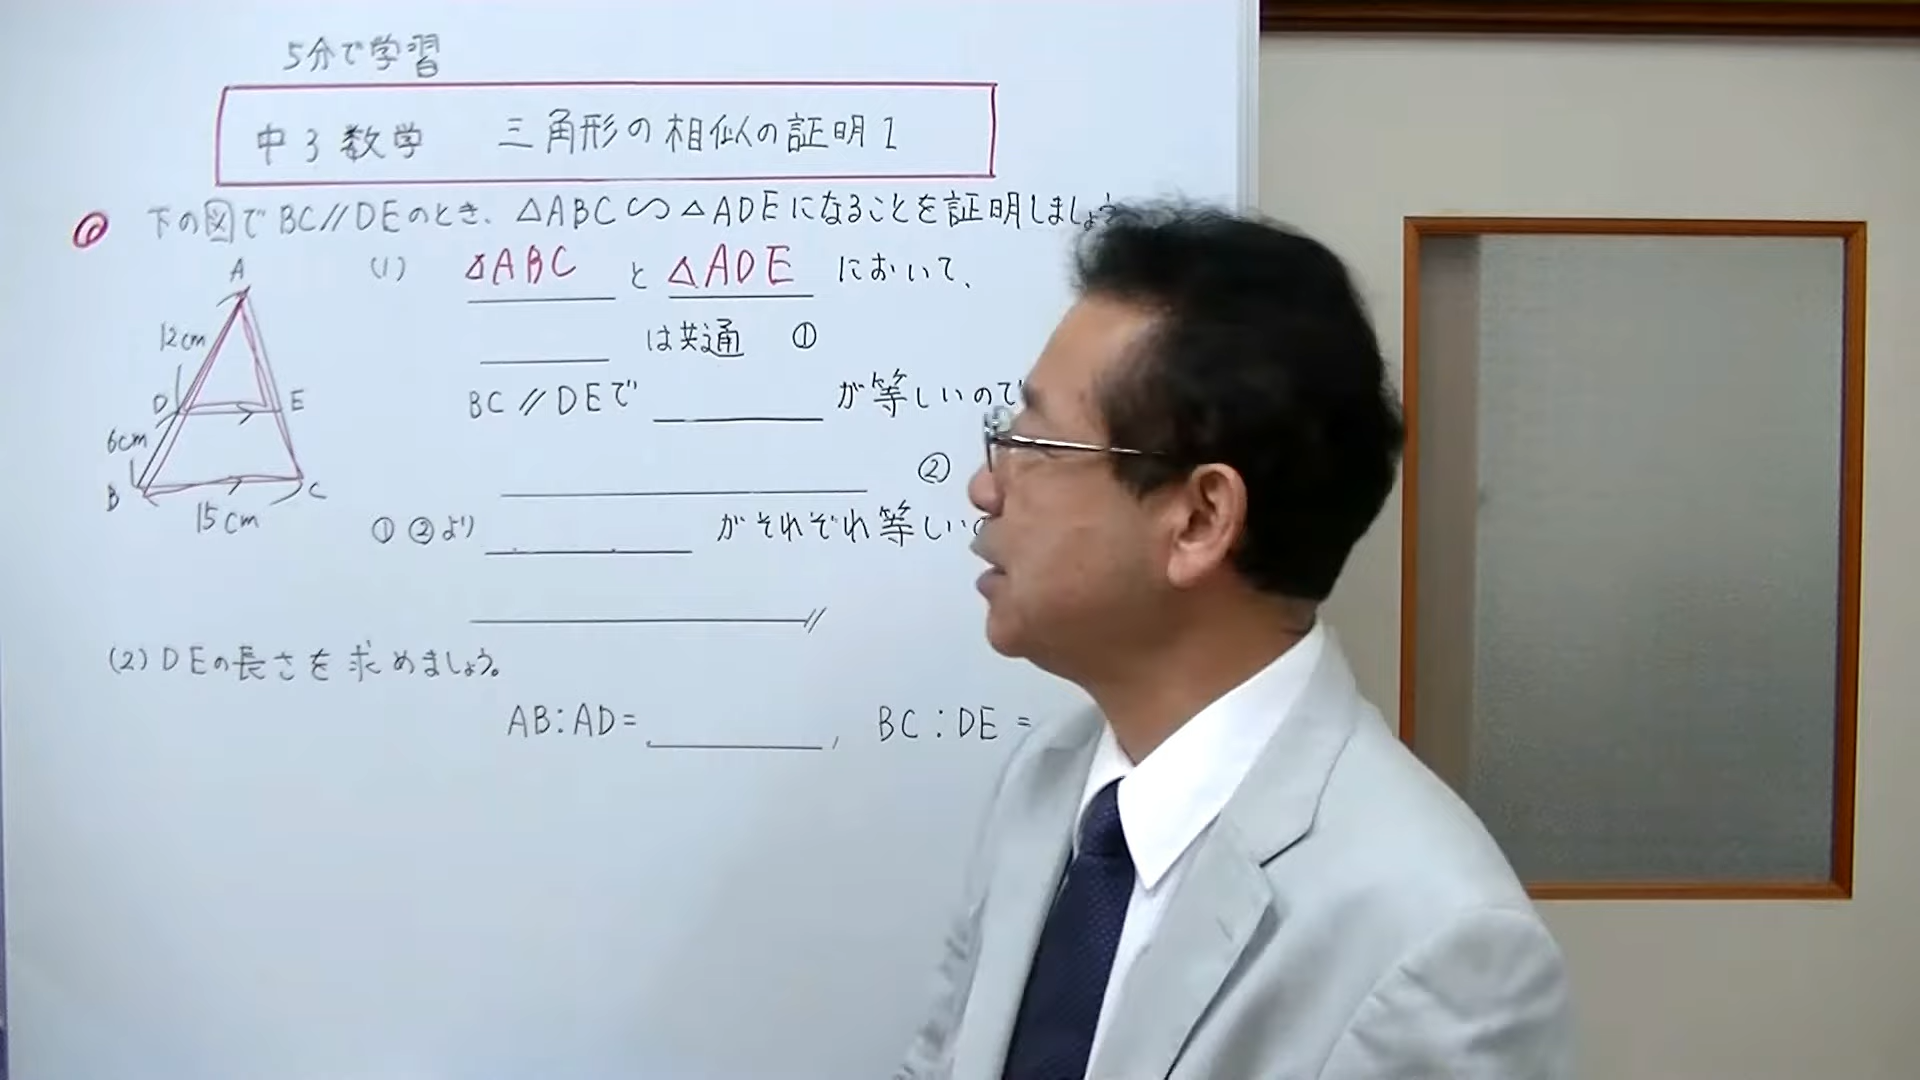 5分で学習
中3数学 三角形の相似の証明1
下の図でBC//DEのとき、△ABC∽△ADEになることを証明しましょう
A
12cm
D
E
6cm
B
C
15cm
(1) △ABC と △ADE において、
は共通 ①
BC//DEで が等しいので
②
①②より がそれぞれ等しい
(2) DEの長さを求めましょう。
AB:AD= , BC:DE=